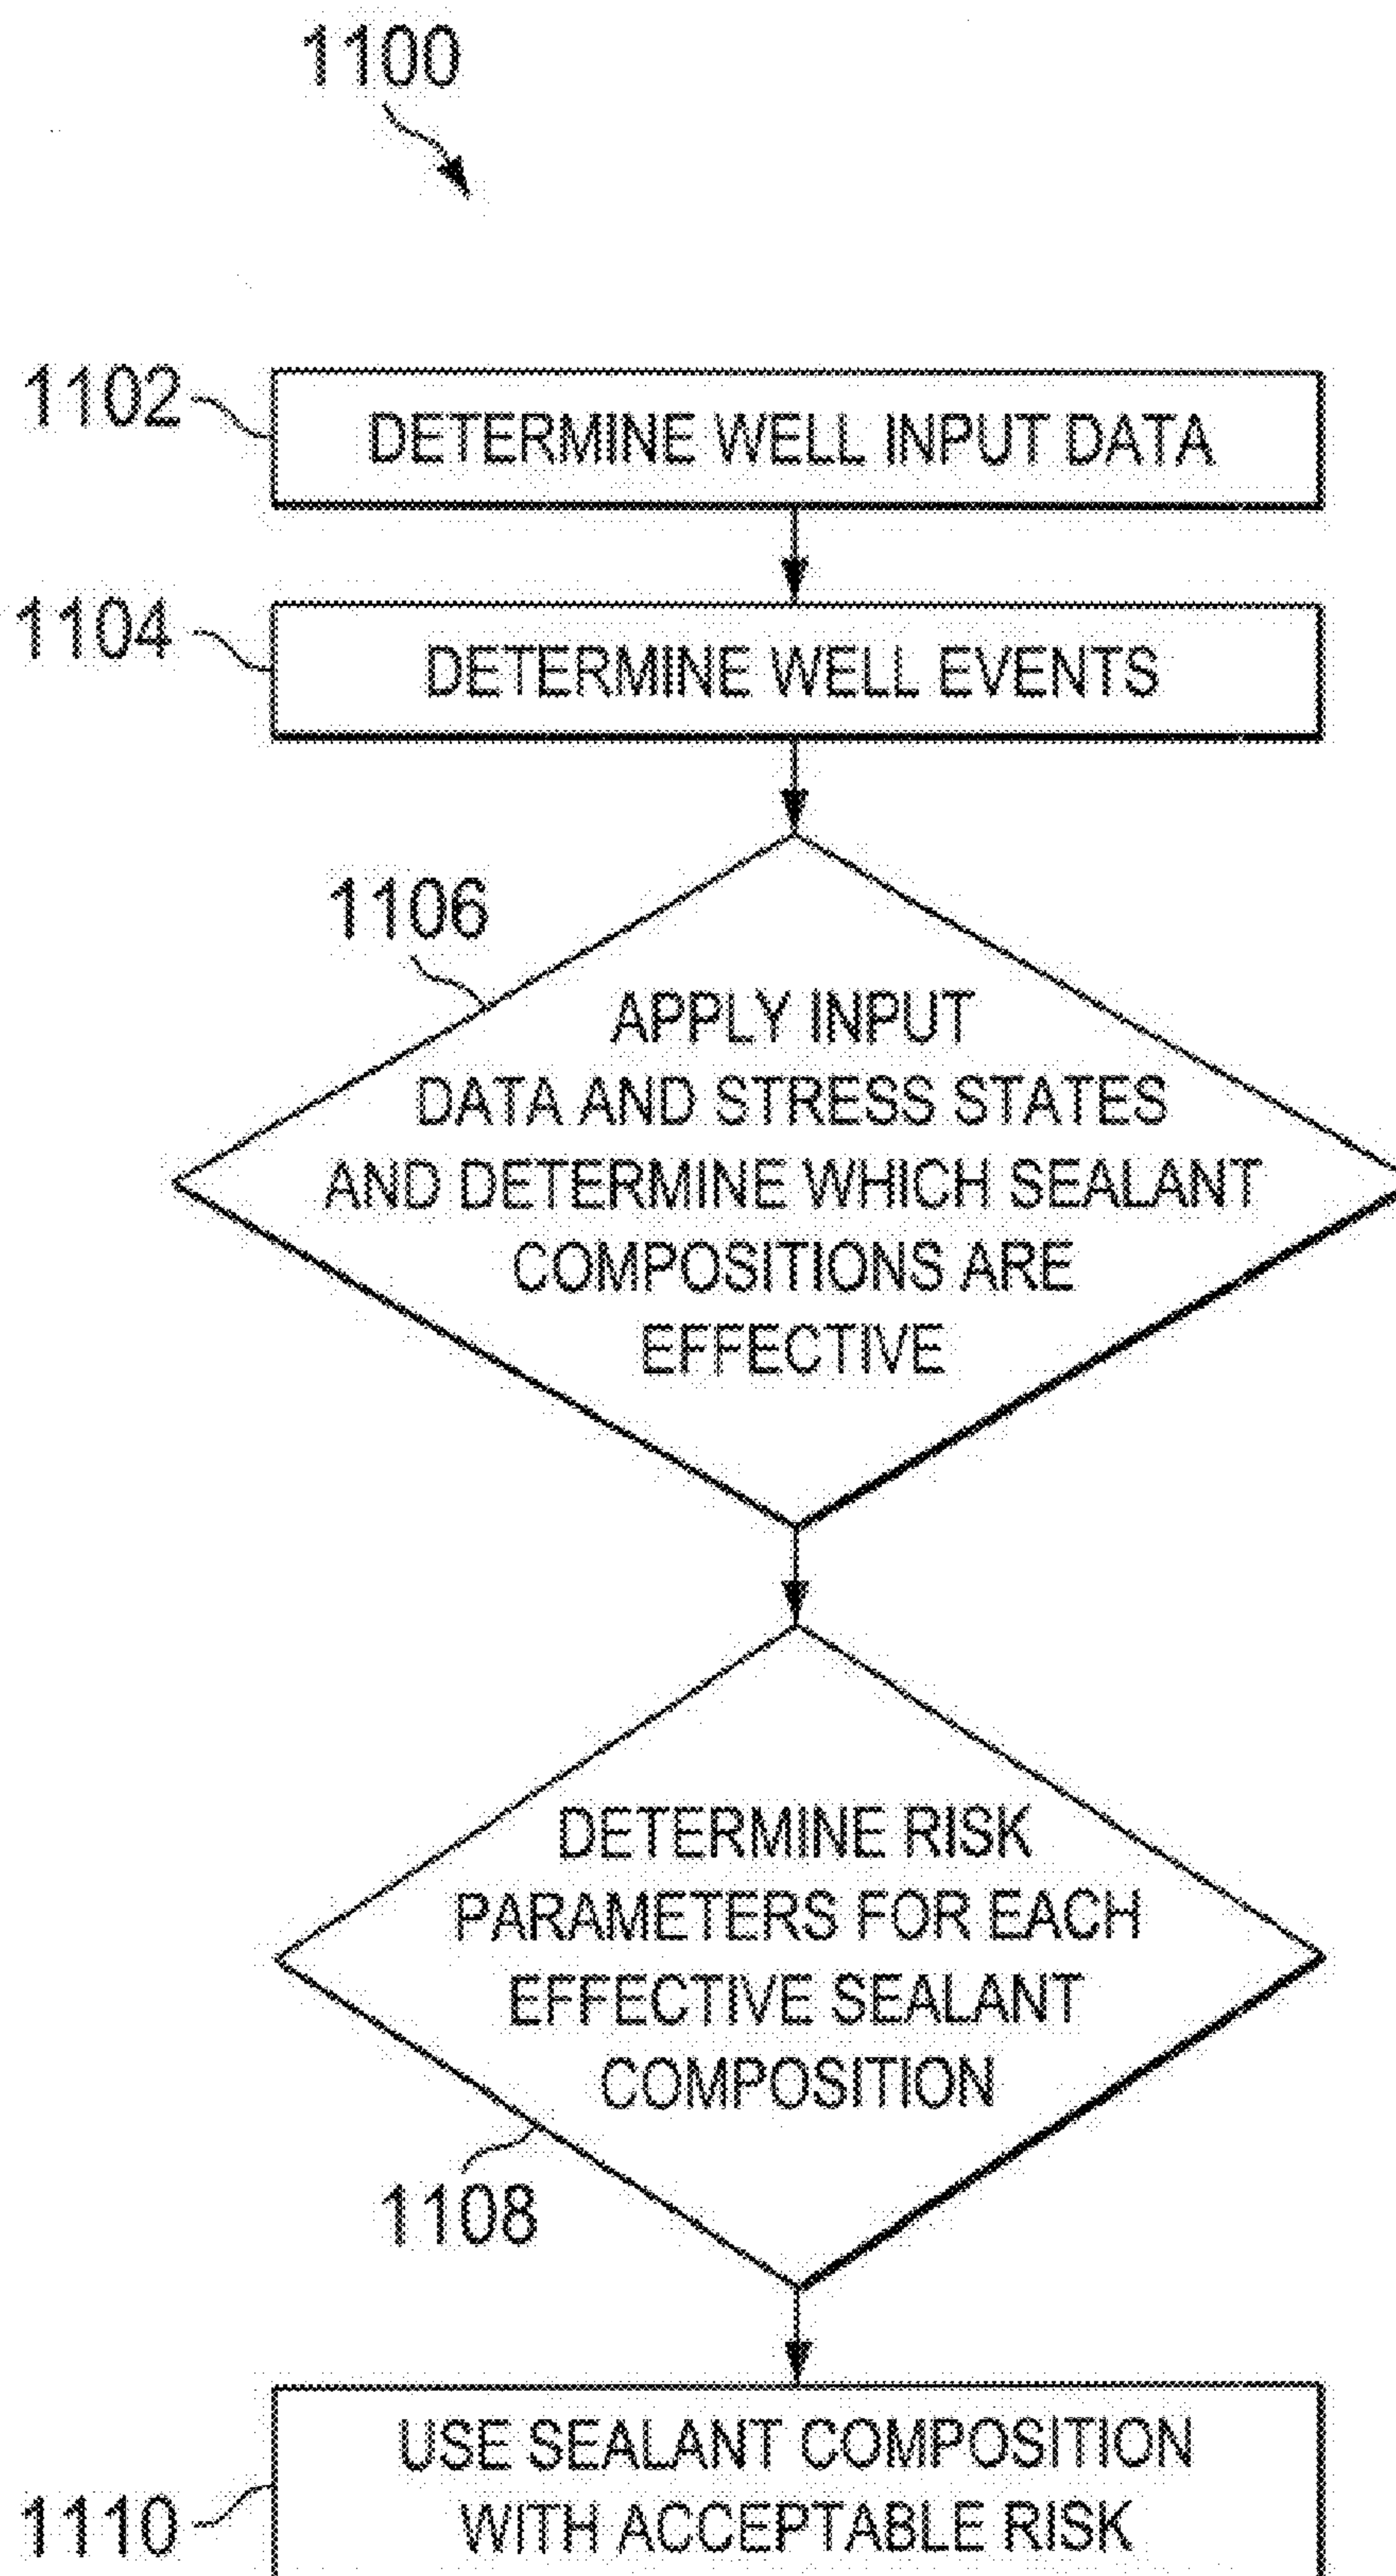 1100
1102
DETERMINE WELL INPUT DATA
1104
DETERMINE WELL EVENTS
1106
APPLY INPUT
DATA AND STRESS STATES
AND DETERMINE WHICH SEALANT
COMPOSITIONS ARE
EFFECTIVE
DETERMINE RISK
PARAMETERS FOR EACH
EFFECTIVE SEALANT
COMPOSITION
1108
USE SEALANT COMPOSITION
WITH ACCEPTABLE RISK
1110